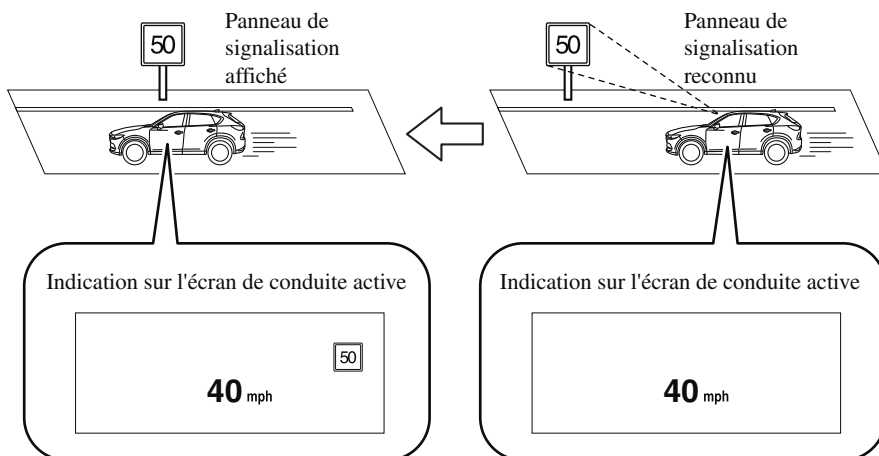 50
Panneau de
signalisation
affiché
50
Panneau de
signalisation
reconnu
Indication sur l'écran de conduite active
50
40 mph
Indication sur l'écran de conduite active
40 mph